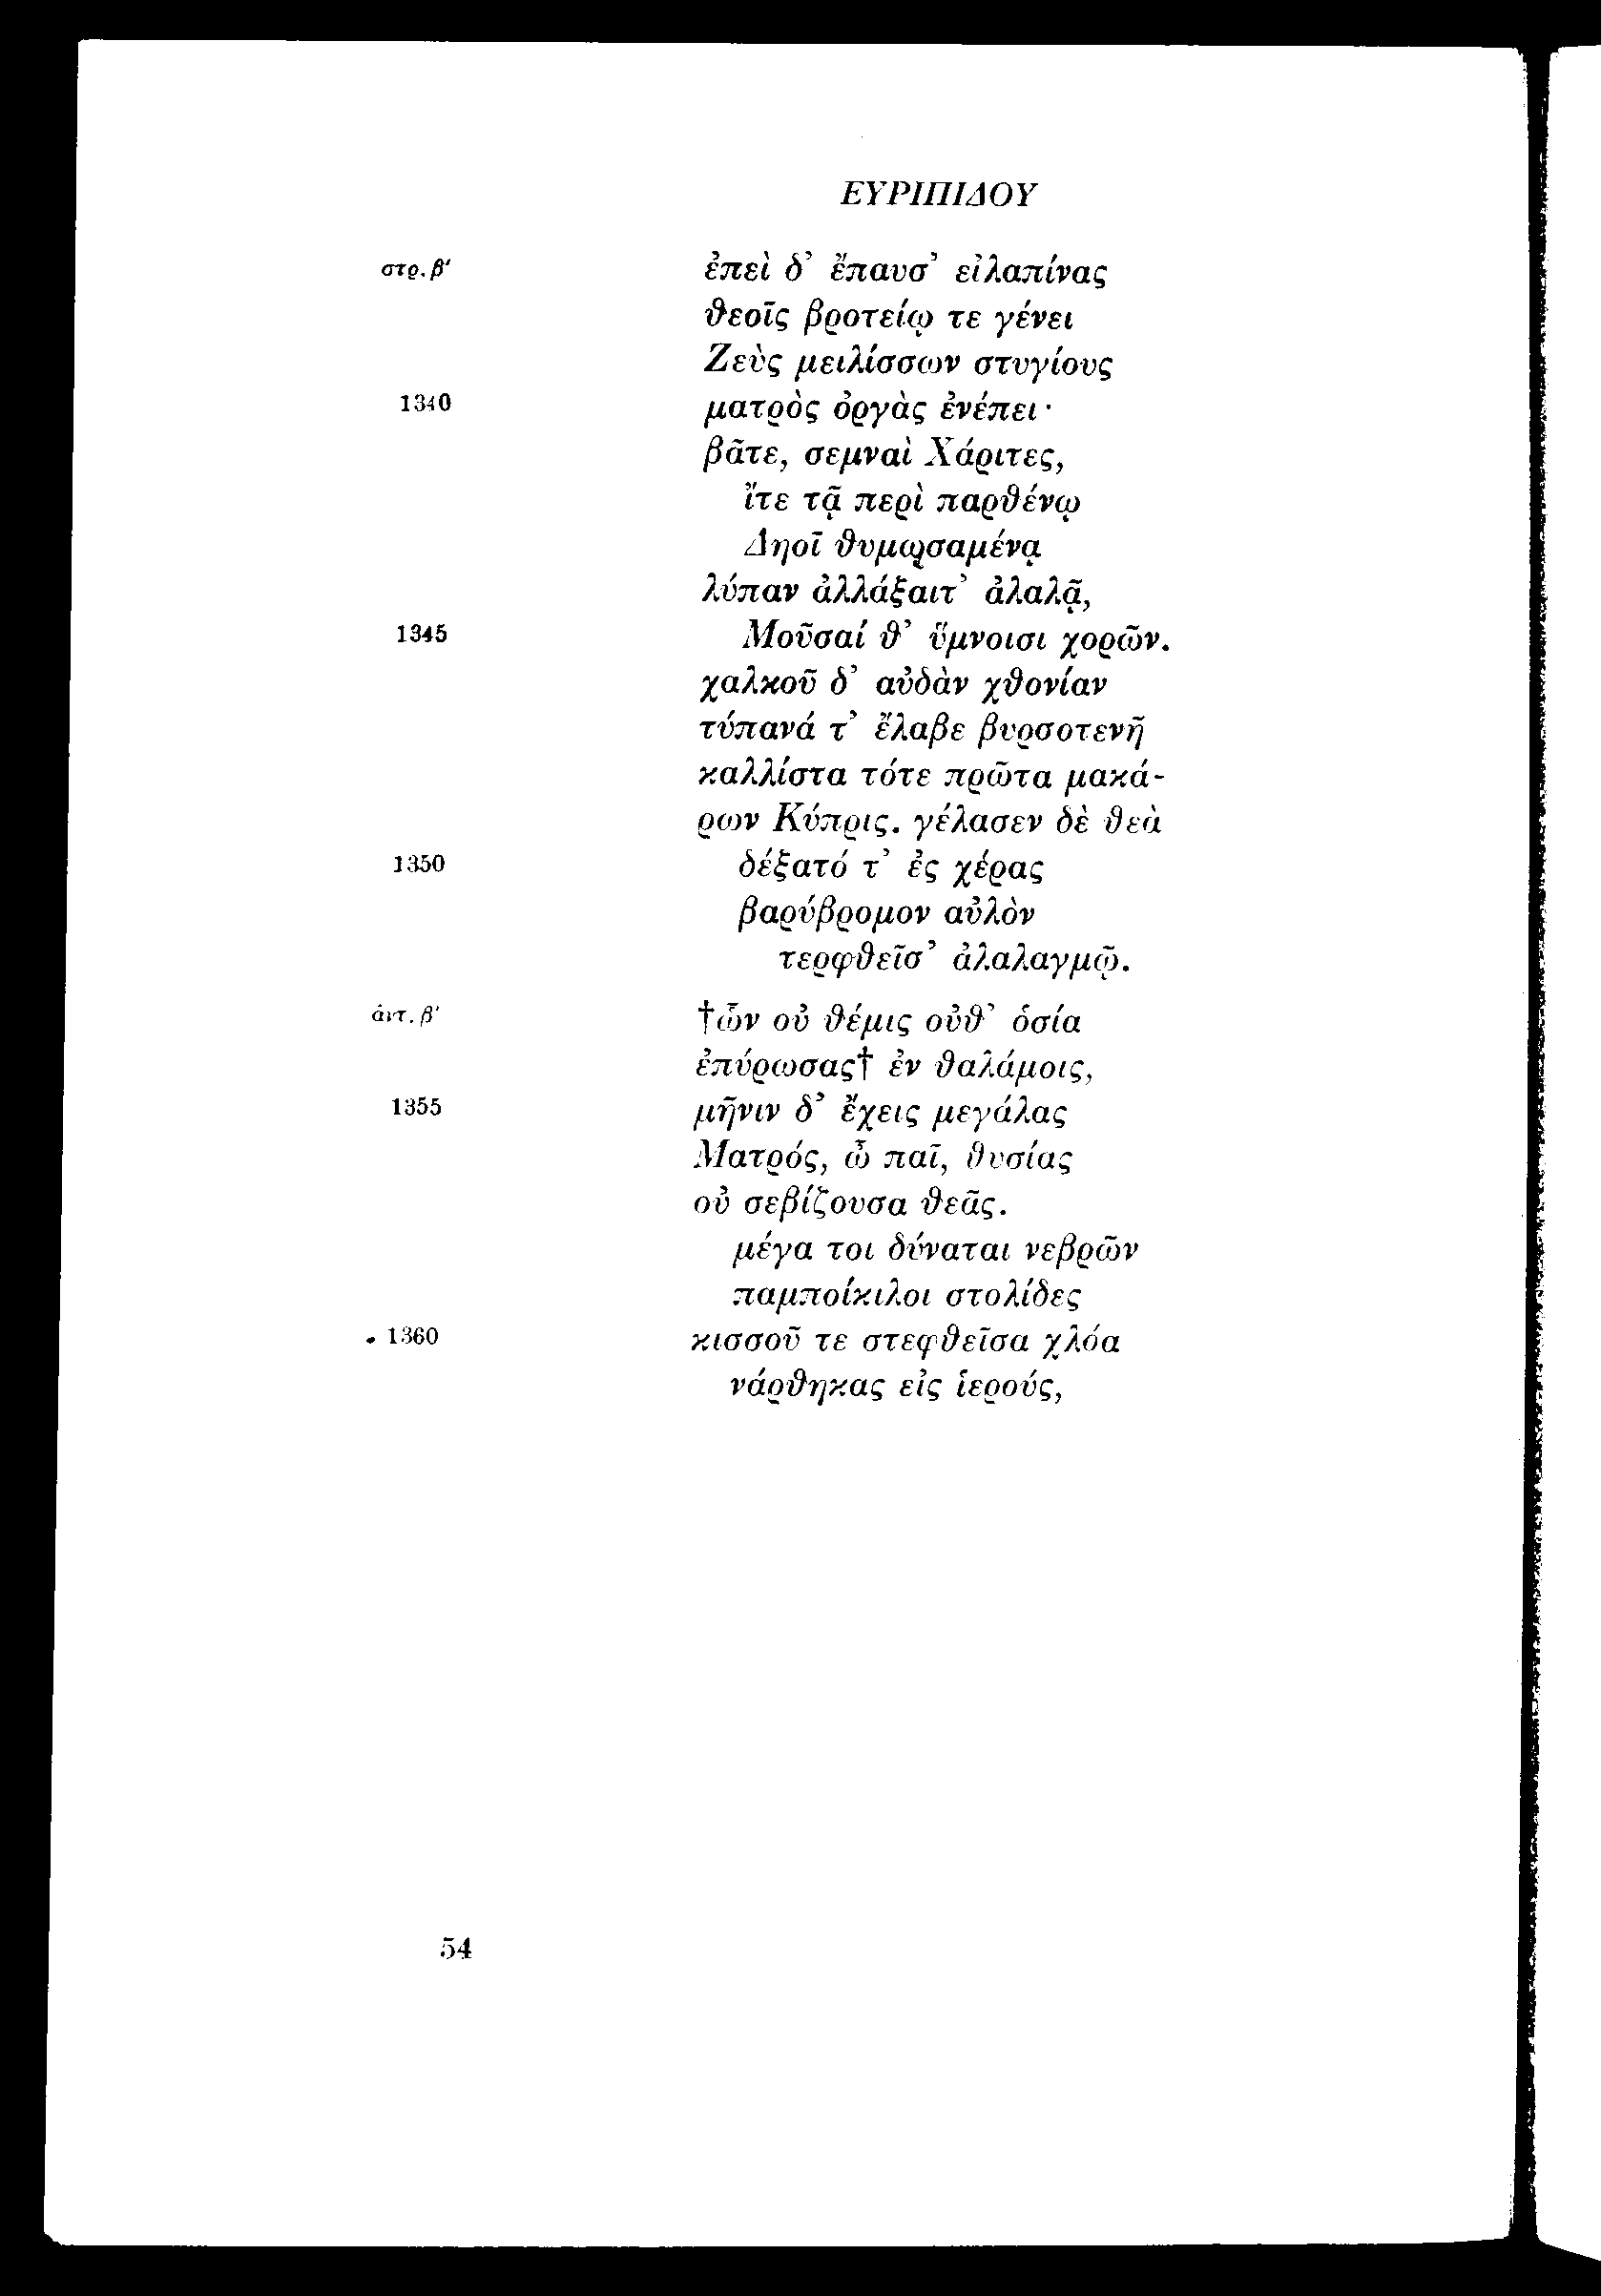 ΕΥΡΙΠΙΔΟΥ
στρ. β' ἐπεὶ δ' ἔπαυσ' εἰλαπίνας
θεοῖς βροτείῳ τε γένει
Ζεὺς μειλίσσων στυγίους
1340 ματρὸς ὀργὰς ἐνέπει·
βᾶτε, σεμναὶ Χάριτες,
ἴτε τᾷ περὶ παρθένῳ
Δηοῖ θυμωσαμένᾳ
λύπαν ἀλλάξαιτ' ἀλαλᾷ,
1345 Μοῦσαί θ' ὕμνοισι χορῶν.
χαλκοῦ δ' αὐδὰν χθονίαν
τύπανά τ' ἔλαβε βυρσοτενῆ
καλλίστα τότε πρῶτα μακά-
ρων Κύπρις. γέλασεν δὲ θεὰ
1350 δέξατό τ' ἐς χέρας
βαρύβρομον αὐλὸν
τερφθεῖσ' ἀλαλαγμῷ.
ἀντ. β' †ὧν οὐ θέμις οὐθ' ὁσία
ἐπύρωσας† ἐν θαλάμοις,
1355 μῆνιν δ' ἔχεις μεγάλας
Ματρός, ὦ παῖ, θυσίας
οὐ σεβίζουσα θεᾶς.
μέγα τοι δύναται νεβρῶν
παμποίκιλοι στολίδες
1360 κισσοῦ τε στεφθεῖσα χλόα
νάρθηκας εἰς ἱερούς,
54